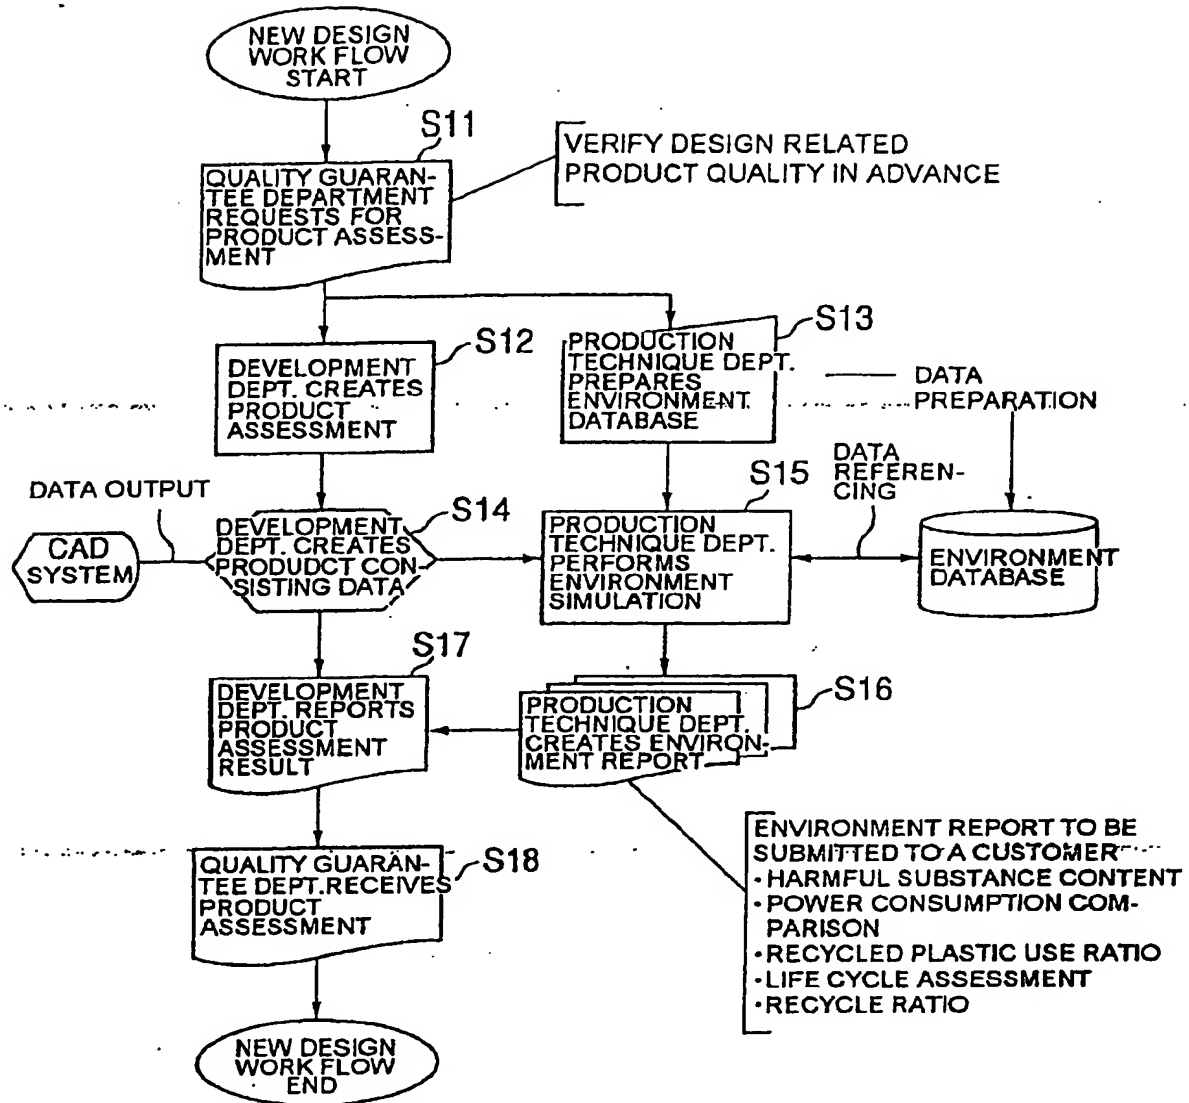 NEW DESIGN
WORK FLOW
START
S11
QUALITY GUARAN-
TEE DEPARTMENT
REQUESTS FOR
PRODUCT ASSESS-
MENT
VERIFY DESIGN RELATED
PRODUCT QUALITY IN ADVANCE
S12
DEVELOPMENT
DEPT. CREATES
PRODUCT
ASSESSMENT
S13
PRODUCTION
TECHNIQUE DEPT.
PREPARES
ENVIRONMENT
DATABASE
DATA
PREPARATION
DATA OUTPUT
CAD
SYSTEM
S14
DEVELOPMENT
DEPT. CREATES
PRODUDCT CON-
SISTING DATA
S15
PRODUCTION
TECHNIQUE DEPT.
PERFORMS
ENVIRONMENT
SIMULATION
DATA
REFEREN-
CING
ENVIRONMENT
DATABASE
S17
DEVELOPMENT
DEPT. REPORTS
PRODUCT
ASSESSMENT
RESULT
S16
PRODUCTION
TECHNIQUE DEPT.
CREATES ENVIRON-
MENT REPORT
ENVIRONMENT REPORT TO BE
SUBMITTED TO A CUSTOMER
·HARMFUL SUBSTANCE CONTENT
·POWER CONSUMPTION COM-
PARISON
·RECYCLED PLASTIC USE RATIO
·LIFE CYCLE ASSESSMENT
·RECYCLE RATIO
S18
QUALITY GUARAN-
TEE DEPT.RECEIVES
PRODUCT
ASSESSMENT
NEW DESIGN
WORK FLOW
END